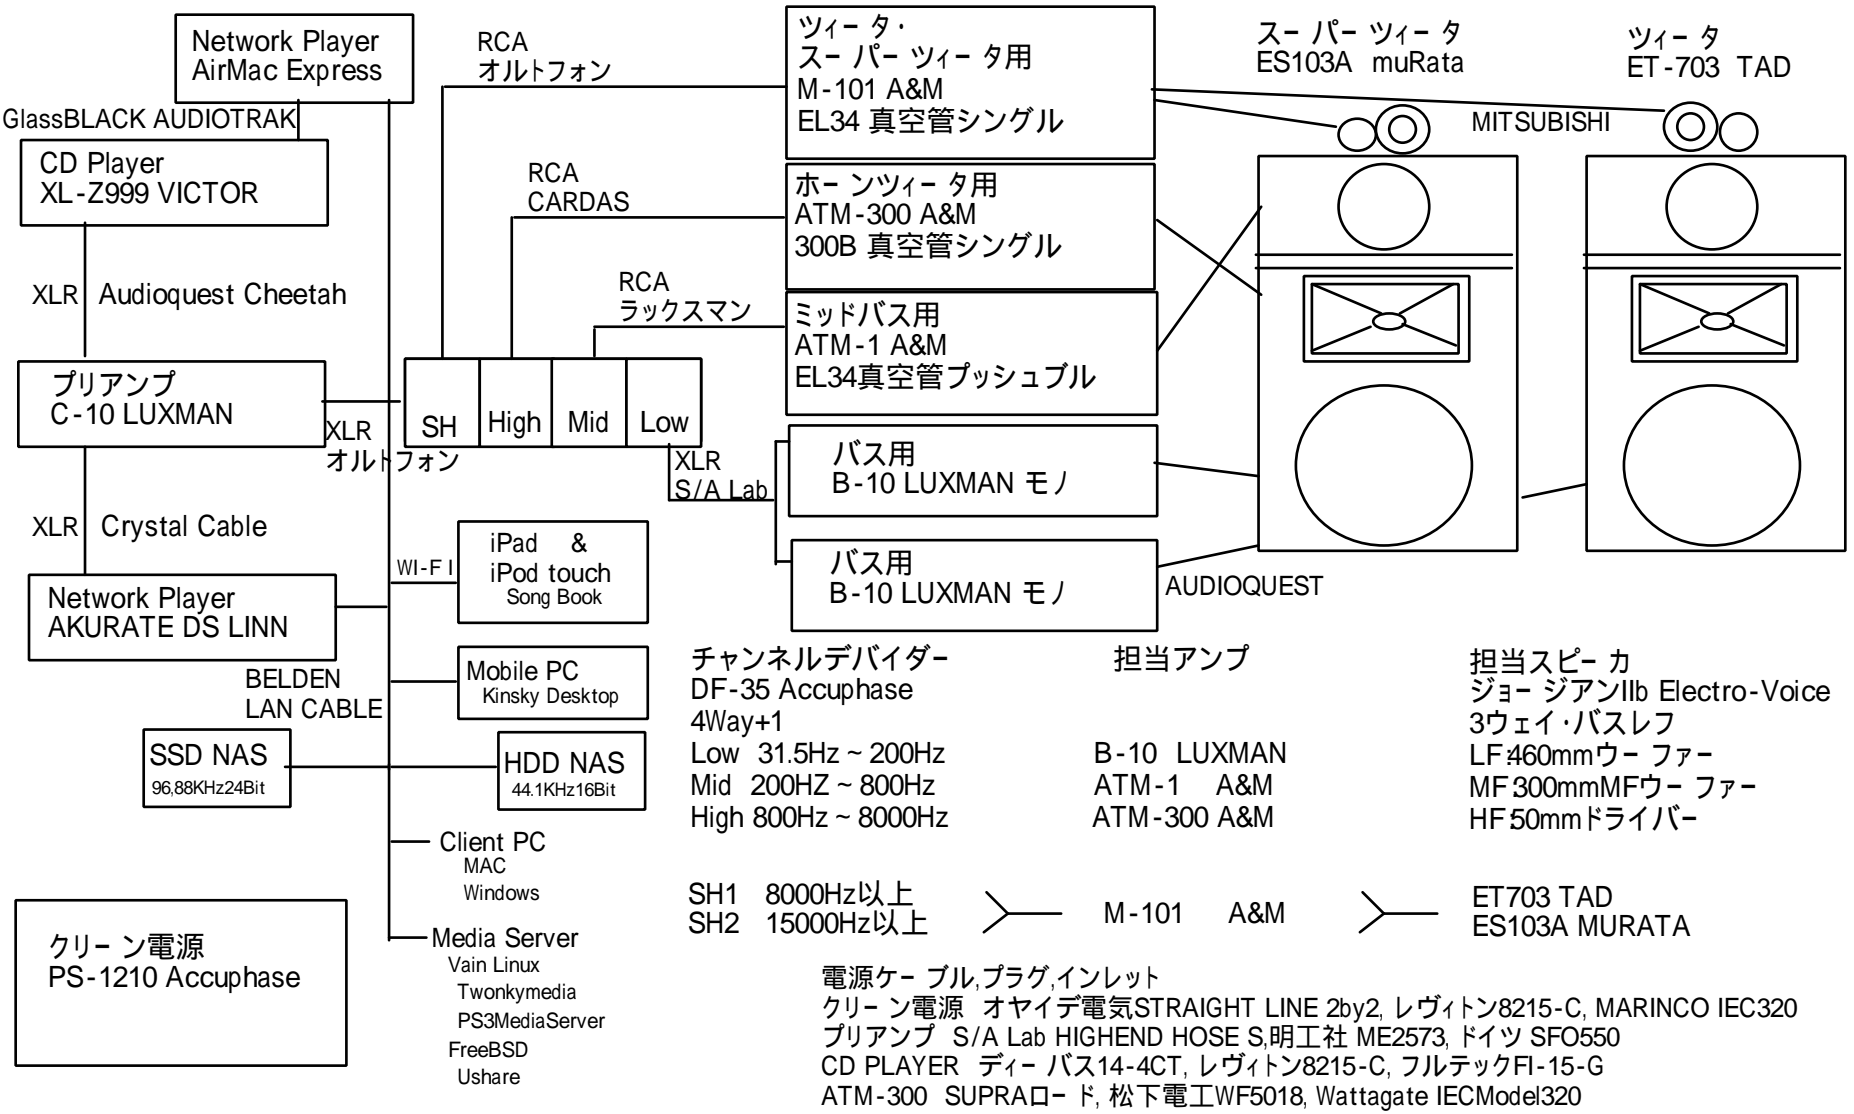 Network Player
AirMac Express
GlassBLACK AUDIOTRAK
CD Player
XL-Z999 VICTOR
XLR Audioquest Cheetah
プリアンプ
C-10 LUXMAN
XLR
オルトフォン
XLR Crystal Cable
Network Player
AKURATE DS LINN
BELDEN
LAN CABLE
SSD NAS
96,88KHz24Bit
クリーン電源
PS-1210 Accuphase
RCA
オルトフォン
RCA
CARDAS
RCA
ラックスマン
SH High Mid Low
XLR
S/A Lab
WI-FI
iPad &
iPod touch
Song Book
Mobile PC
Kinsky Desktop
HDD NAS
44.1KHz16Bit
Client PC
MAC
Windows
Media Server
Vain Linux
Twonkymedia
PS3MediaServer
FreeBSD
Ushare
ツィータ・
スーパーツィータ用
M-101 A&M
EL34 真空管シングル
ホーンツィータ用
ATM-300 A&M
300B 真空管シングル
ミッドバス用
ATM-1 A&M
EL34真空管プッシュブル
バス用
B-10 LUXMAN モノ
バス用
B-10 LUXMAN モノ
スーパーツィータ
ES103A muRata
ツィータ
ET-703 TAD
MITSUBISHI
AUDIOQUEST
チャンネルデバイダー
DF-35 Accuphase
4Way+1
Low 31.5Hz~200Hz
Mid 200HZ~800Hz
High 800Hz~8000Hz
SH1 8000Hz以上
SH2 15000Hz以上
担当アンプ
B-10 LUXMAN
ATM-1 A&M
ATM-300 A&M
M-101 A&M
担当スピーカ
ジョージアンIIb Electro-Voice
3ウェイ・バスレフ
LF:460mmウーファー
MF:300mmMFウーファー
HF:50mmドライバー
ET703 TAD
ES103A MURATA
電源ケーブル,プラグ,インレット
クリーン電源 オヤイデ電気STRAIGHT LINE 2by2, レヴィトン8215-C, MARINCO IEC320
プリアンプ S/A Lab HIGHEND HOSE S,明工社 ME2573, ドイツ SFO550
CD PLAYER ディーバス14-4CT, レヴィトン8215-C, フルテックFI-15-G
ATM-300 SUPRAロード, 松下電工WF5018, Wattagate IECModel320